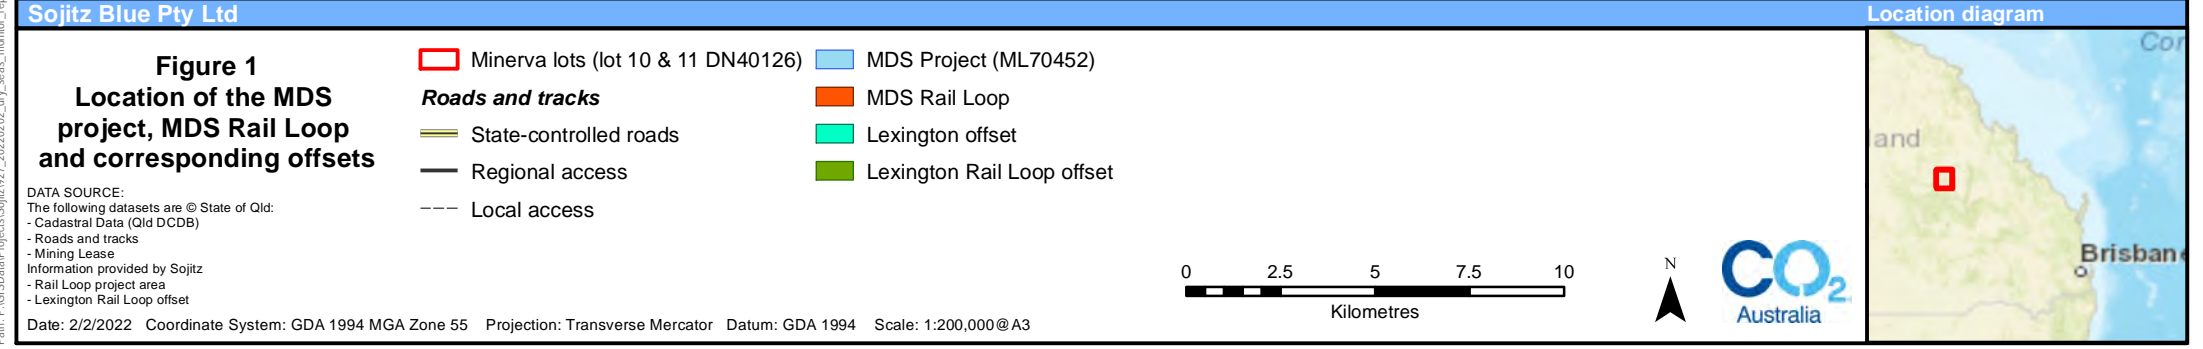 Sojitz Blue Pty Ltd
Location diagram
Figure 1
Location of the MDS
project, MDS Rail Loop
and corresponding offsets
DATA SOURCE:
The following datasets are © State of Qld:
- Cadastral Data (Qld DCDB)
- Roads and tracks
- Mining Lease
Information provided by Sojitz
- Rail Loop project area
- Lexington Rail Loop offset
Minerva lots (lot 10 & 11 DN40126)
Roads and tracks
State-controlled roads
Regional access
Local access
MDS Project (ML70452)
MDS Rail Loop
Lexington offset
Lexington Rail Loop offset
0 2.5 5 7.5 10
Kilometres
N
CO2
Australia
Cor
land
Brisban
Date: 2/2/2022 Coordinate System: GDA 1994 MGA Zone 55 Projection: Transverse Mercator Datum: GDA 1994 Scale: 1:200,000@A3